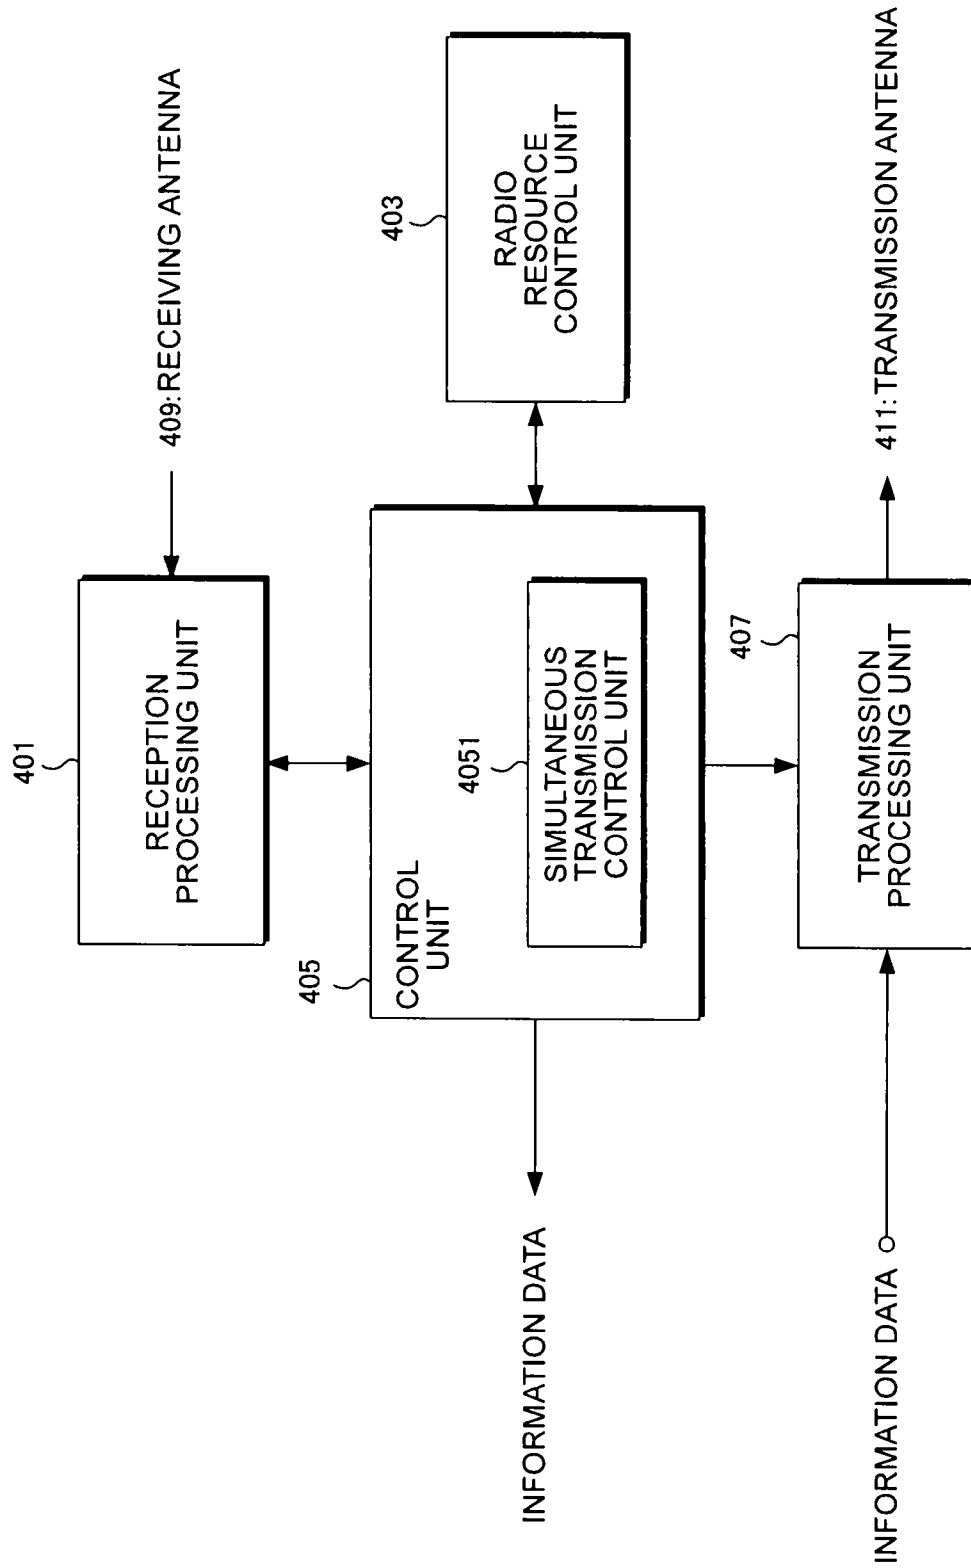 409:RECEIVING ANTENNA
401
RECEPTION
PROCESSING UNIT
403
RADIO
RESOURCE
CONTROL UNIT
405
CONTROL
UNIT
4051
SIMULTANEOUS
TRANSMISSION
CONTROL UNIT
INFORMATION DATA
407
TRANSMISSION
PROCESSING UNIT
411: TRANSMISSION ANTENNA
INFORMATION DATA